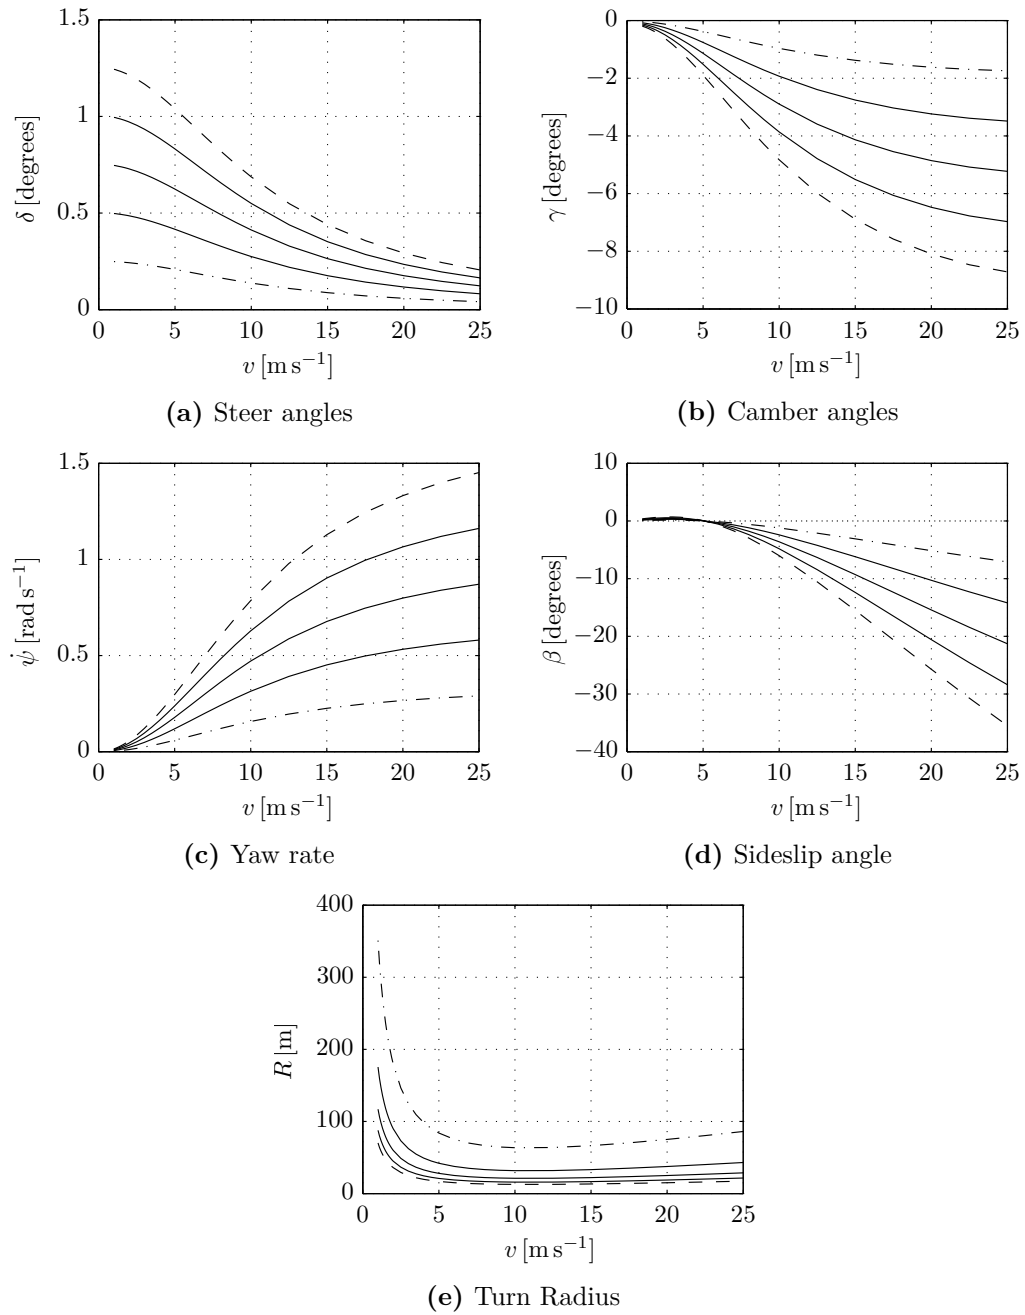 1.5
1
0.5
0
δ [degrees]
0 5 10 15 20 25
v [m s⁻¹]
(a) Steer angles
0
−2
−4
−6
−8
−10
γ [degrees]
0 5 10 15 20 25
v [m s⁻¹]
(b) Camber angles
1.5
1
0.5
0
ψ̇ [rad s⁻¹]
0 5 10 15 20 25
v [m s⁻¹]
(c) Yaw rate
10
0
−10
−20
−30
−40
β [degrees]
0 5 10 15 20 25
v [m s⁻¹]
(d) Sideslip angle
400
300
200
100
0
R [m]
0 5 10 15 20 25
v [m s⁻¹]
(e) Turn Radius